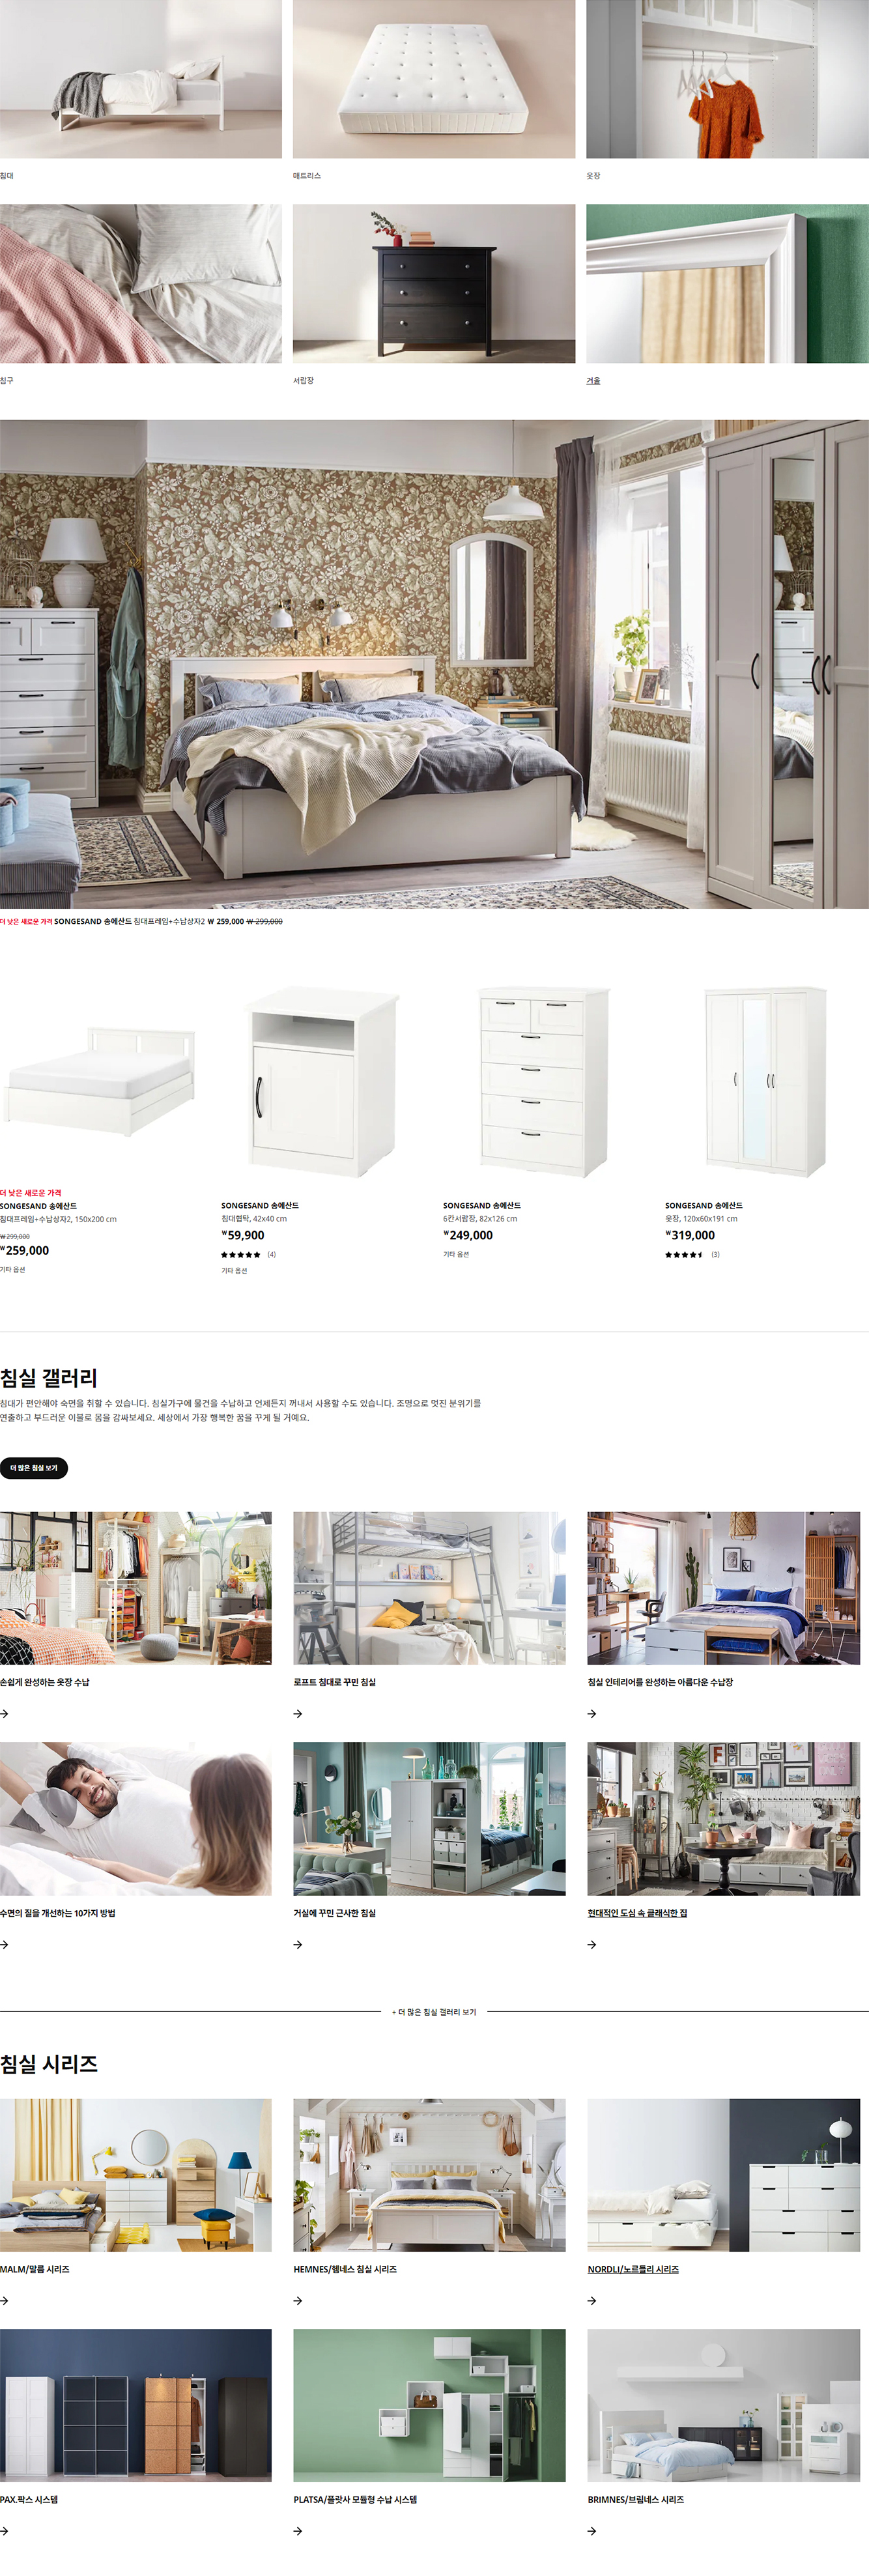 침대
매트리스
옷장
침구
서랍장
거울
더 낮은 새로운 가격 SONGESAND 송에산드 침대프레임+수납상자2 ₩ 259,000 ₩ 299,000
더 낮은 새로운 가격
SONGESAND 송에산드
침대프레임+수납상자2, 150x200 cm
₩299,000
₩259,000
기타 옵션
SONGESAND 송에산드
침대협탁, 42x40 cm
₩59,900
(4)
기타 옵션
SONGESAND 송에산드
6칸서랍장, 82x126 cm
₩249,000
기타 옵션
SONGESAND 송에산드
옷장, 120x60x191 cm
₩319,000
(3)
침실 갤러리
침대가 편안해야 숙면을 취할 수 있습니다. 침실가구에 물건을 수납하고 언제든지 꺼내서 사용할 수도 있습니다. 조명으로 멋진 분위기를
연출하고 부드러운 이불로 몸을 감싸보세요. 세상에서 가장 행복한 꿈을 꾸게 될 거예요.
더 많은 침실 보기
손쉽게 완성하는 옷장 수납
로프트 침대로 꾸민 침실
침실 인테리어를 완성하는 아름다운 수납장
수면의 질을 개선하는 10가지 방법
거실에 꾸민 근사한 침실
현대적인 도심 속 클래식한 집
+ 더 많은 침실 갤러리 보기
침실 시리즈
MALM/말름 시리즈
HEMNES/헴네스 침실 시리즈
NORDLI/노르들리 시리즈
PAX.팍스 시스템
PLATSA/플랏사 모듈형 수납 시스템
BRIMNES/브림네스 시리즈